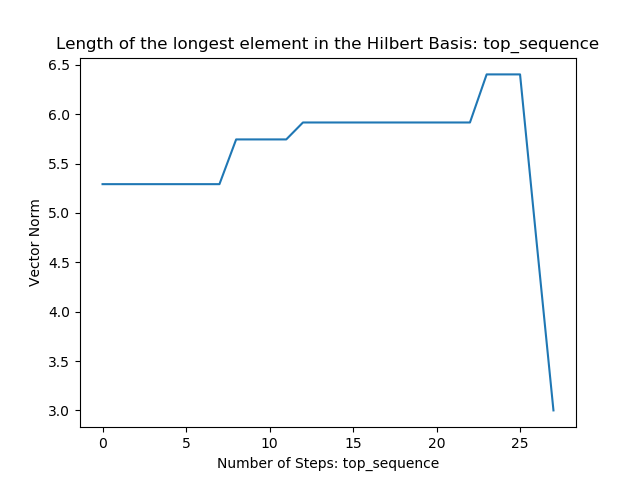 Length of the longest element in the Hilbert Basis: top_sequence
6.5
6.0
5.5
5.0
4.5
4.0
3.5
3.0
Vector Norm
0 5 10 15 20 25
Number of Steps: top_sequence